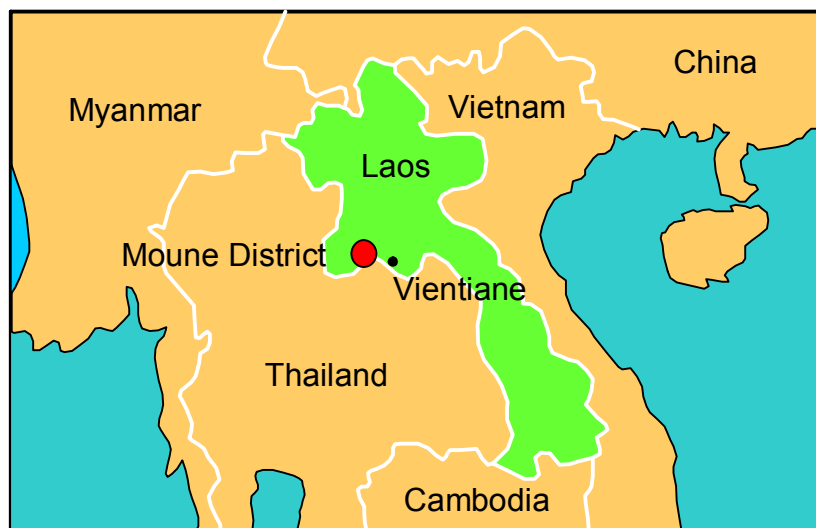 China
Myanmar
Vietnam
Laos
Moune District
Vientiane
Thailand
Cambodia